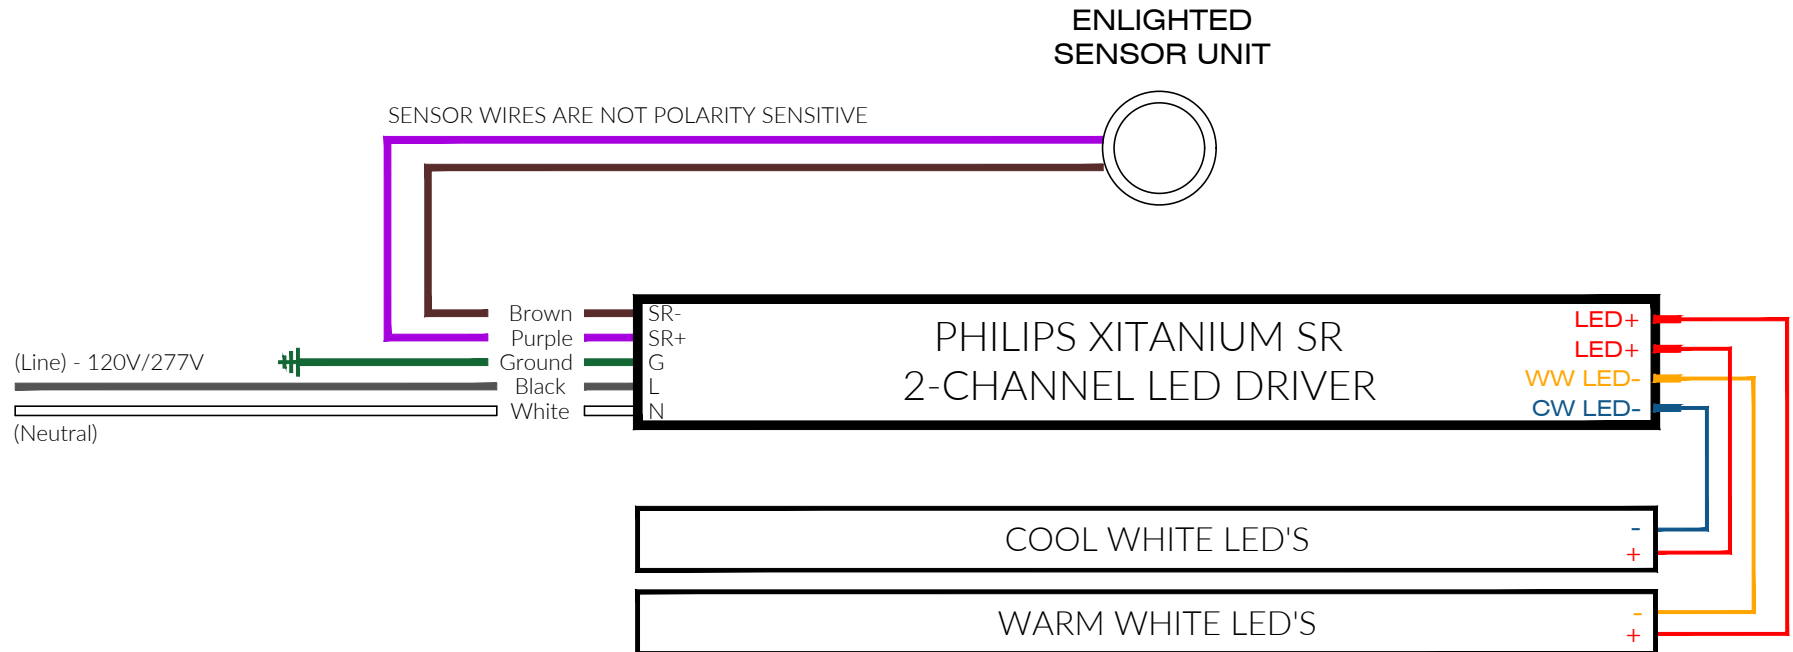 ENLIGHTED
SENSOR UNIT
SENSOR WIRES ARE NOT POLARITY SENSITIVE
Brown SR-
Purple SR+
(Line) - 120V/277V Ground G
Black L
White N
(Neutral)
PHILIPS XITANIUM SR
2-CHANNEL LED DRIVER
LED+
LED+
WW LED-
CW LED-
COOL WHITE LED'S
-
+
WARM WHITE LED'S
-
+